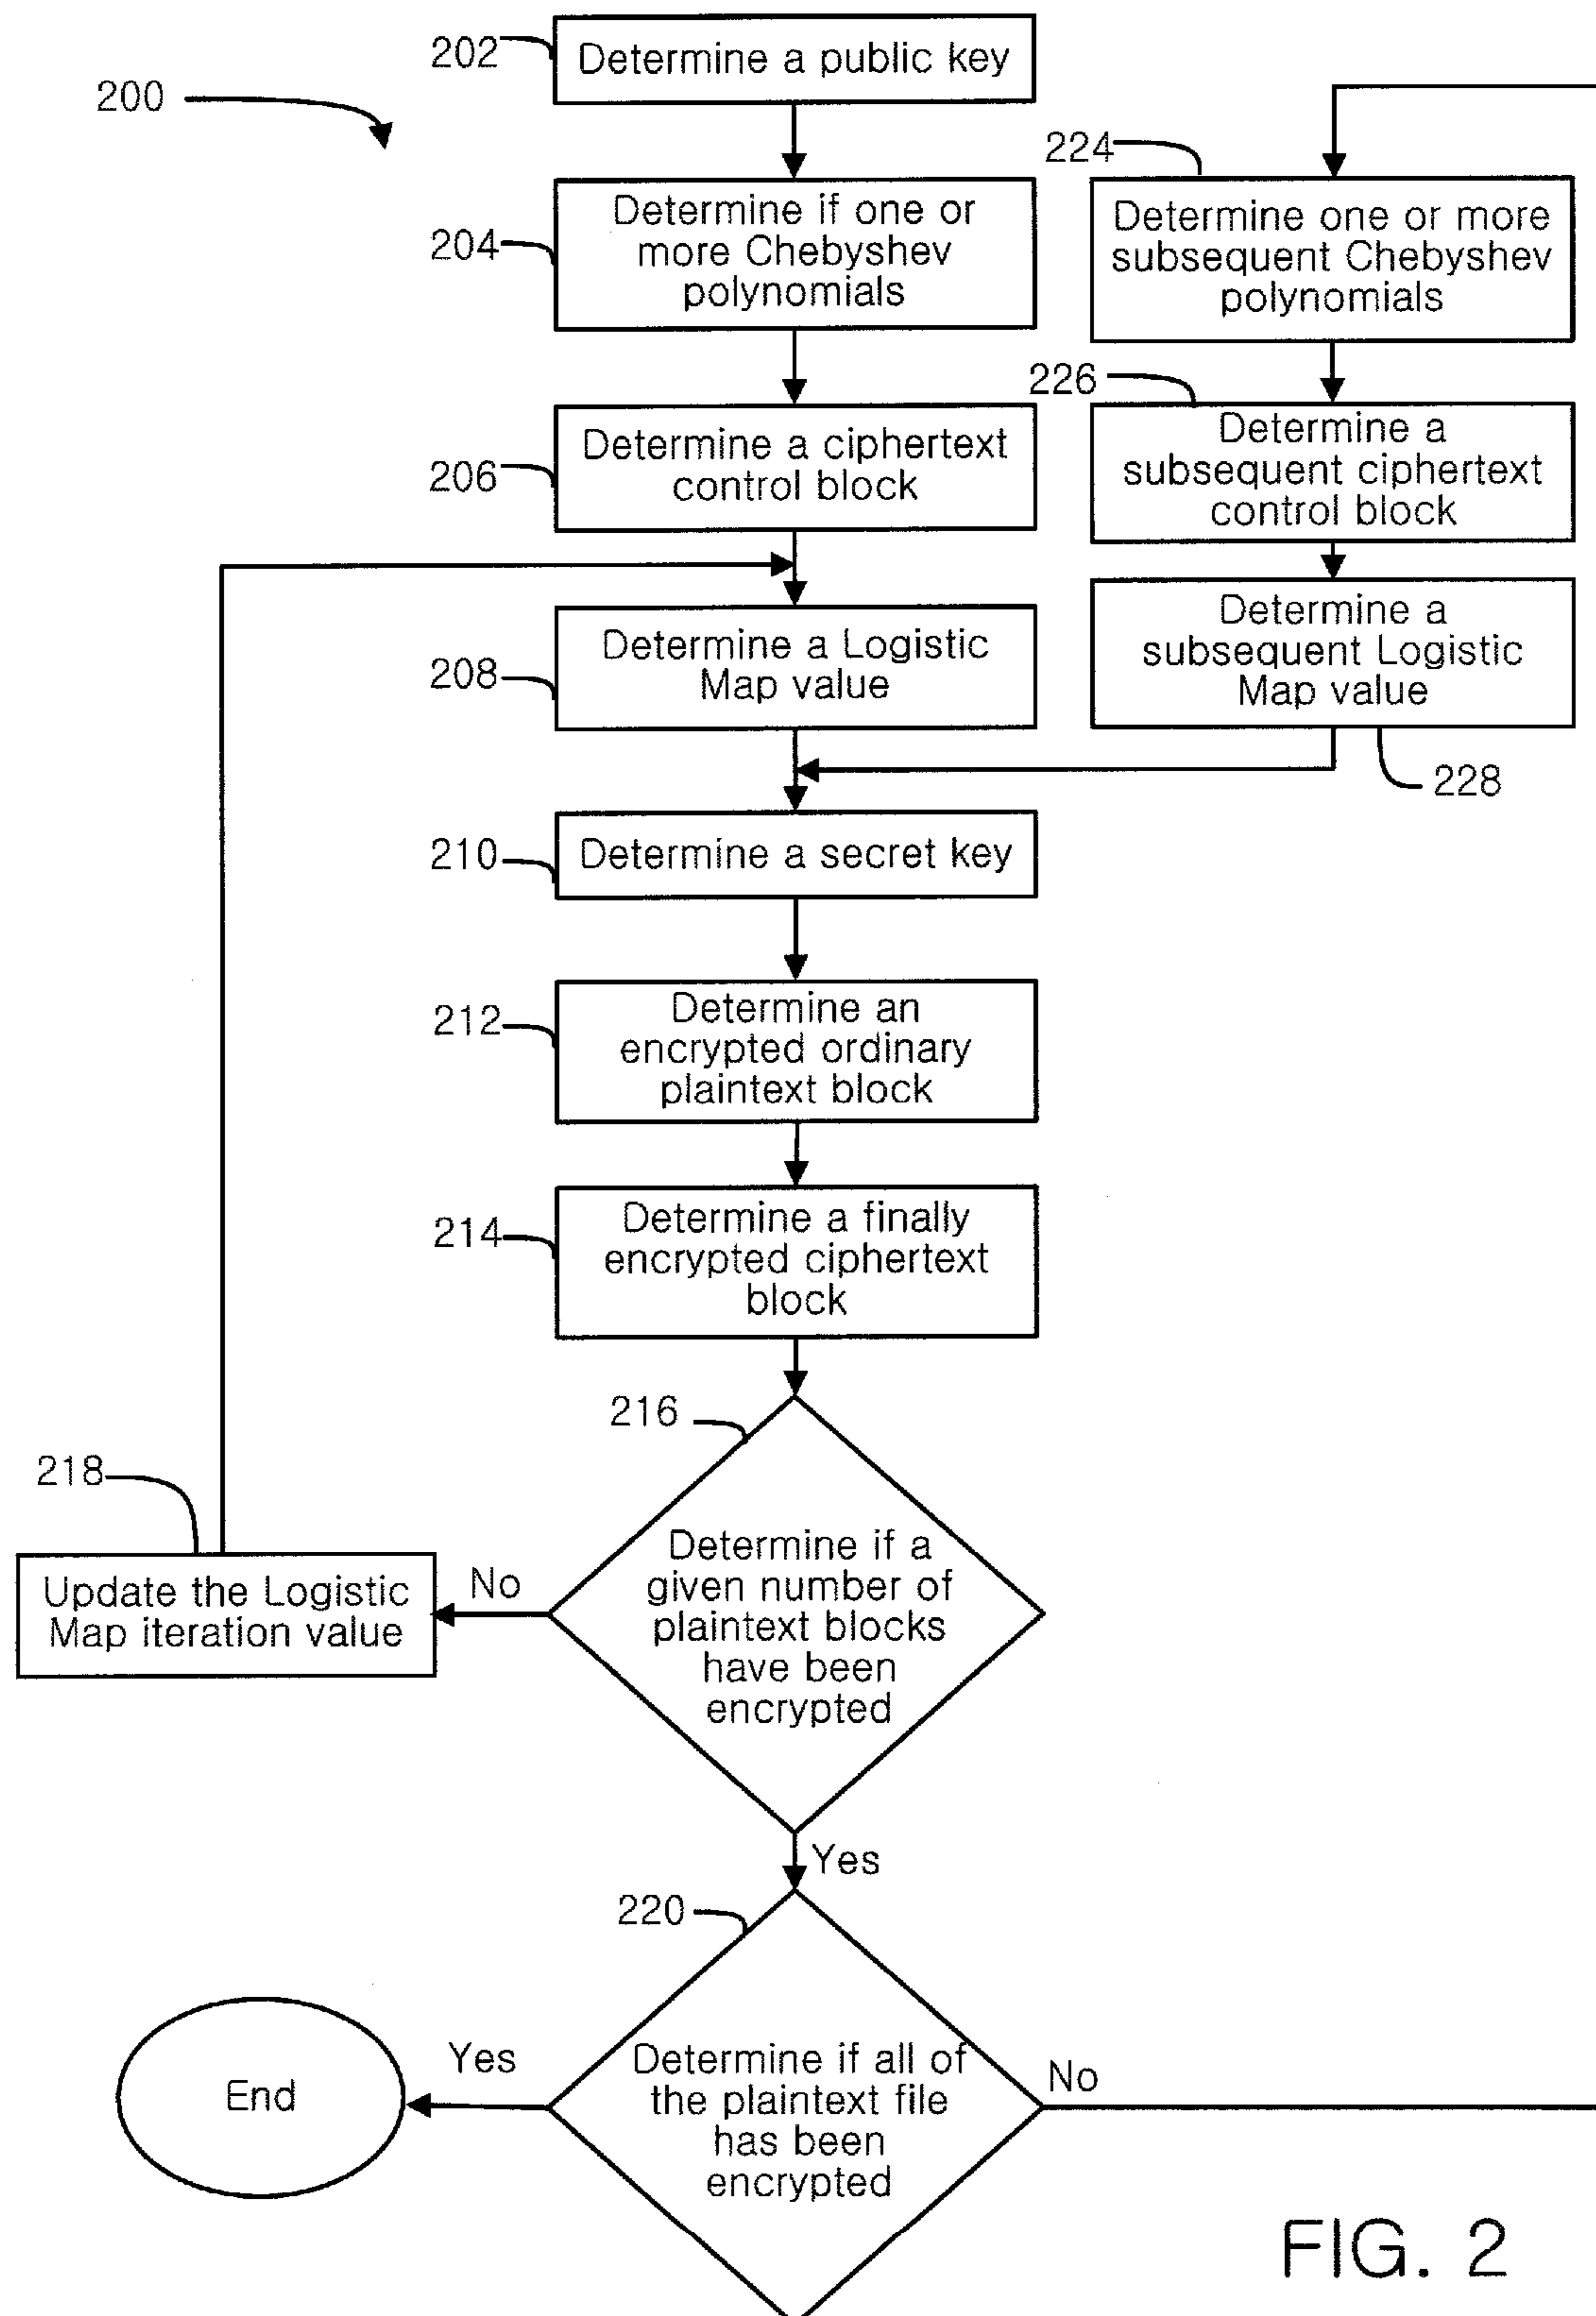 202
Determine a public key
200
204
Determine if one or
more Chebyshev
polynomials
224
Determine one or more
subsequent Chebyshev
polynomials
206
Determine a ciphertext
control block
226
Determine a
subsequent ciphertext
control block
208
Determine a Logistic
Map value
Determine a
subsequent Logistic
Map value
228
210
Determine a secret key
212
Determine an
encrypted ordinary
plaintext block
214
Determine a finally
encrypted ciphertext
block
216
Determine if a
given number of
plaintext blocks
have been
encrypted
No
218
Update the Logistic
Map iteration value
Yes
220
Determine if all of
the plaintext file
has been
encrypted
Yes
End
No
FIG. 2